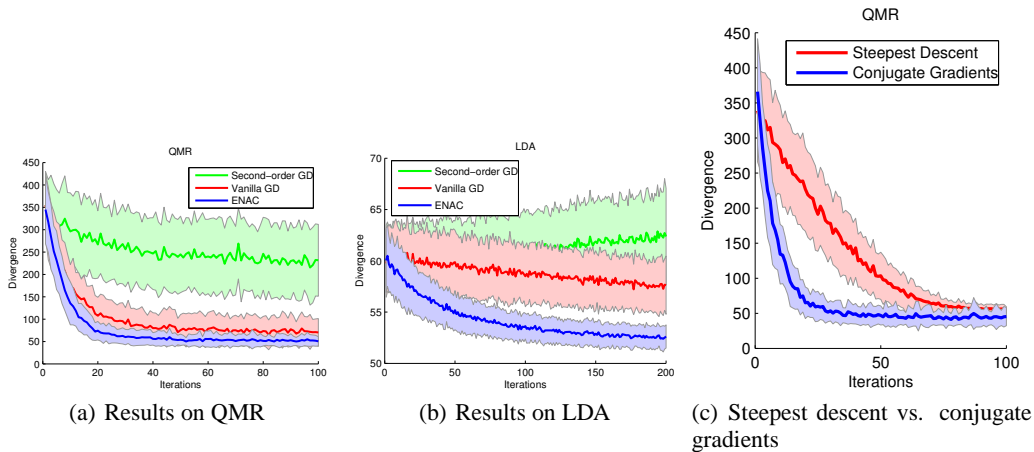 QMR
450
400
350
300
250
200
150
100
50
0
Divergence
0
20
40
60
80
100
Iterations
Second-order GD
Vanilla GD
ENAC
(a) Results on QMR
LDA
70
65
60
55
50
Divergence
0
50
100
150
200
Iterations
Second-order GD
Vanilla GD
ENAC
(b) Results on LDA
QMR
450
400
350
300
250
200
150
100
50
0
Divergence
0
50
100
Iterations
Steepest Descent
Conjugate Gradients
(c) Steepest descent vs. conjugate
gradients